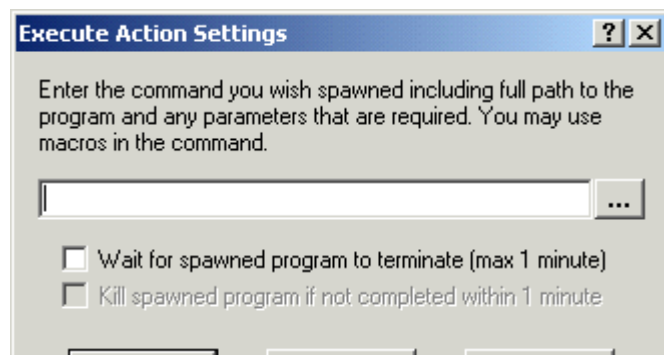 Execute Action Settings
Enter the command you wish spawned including full path to the
program and any parameters that are required. You may use
macros in the command.
...
Wait for spawned program to terminate (max 1 minute)
Kill spawned program if not completed within 1 minute